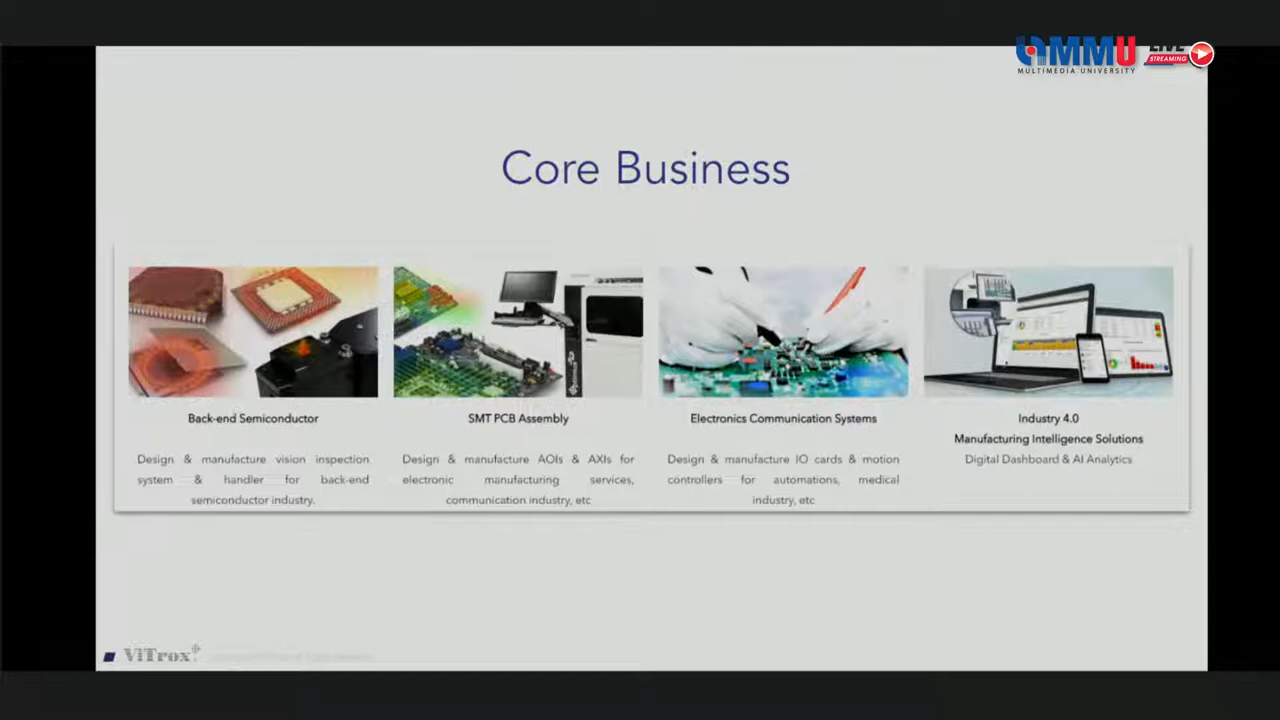 MMU
MULTIMEDIA UNIVERSITY
LIVE
STREAMING
Core Business
Back-end Semiconductor
Design & manufacture vision inspection
system & handler for back-end
semiconductor industry.
SMT PCB Assembly
Design & manufacture AOIs & AXIs for
electronic manufacturing services,
communication industry, etc
Electronics Communication Systems
Design & manufacture IO cards & motion
controllers for automations, medical
industry, etc
Industry 4.0
Manufacturing Intelligence Solutions
Digital Dashboard & AI Analytics
ViTrox